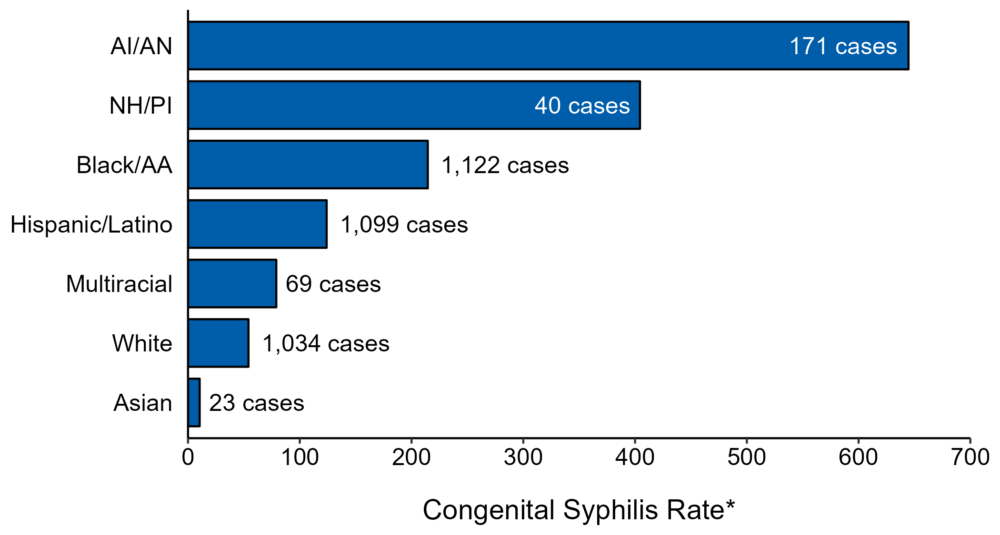 AI/AN
171 cases
NH/PI
40 cases
Black/AA
1,122 cases
Hispanic/Latino
1,099 cases
Multiracial
69 cases
White
1,034 cases
Asian
23 cases
0 100 200 300 400 500 600 700
Congenital Syphilis Rate*